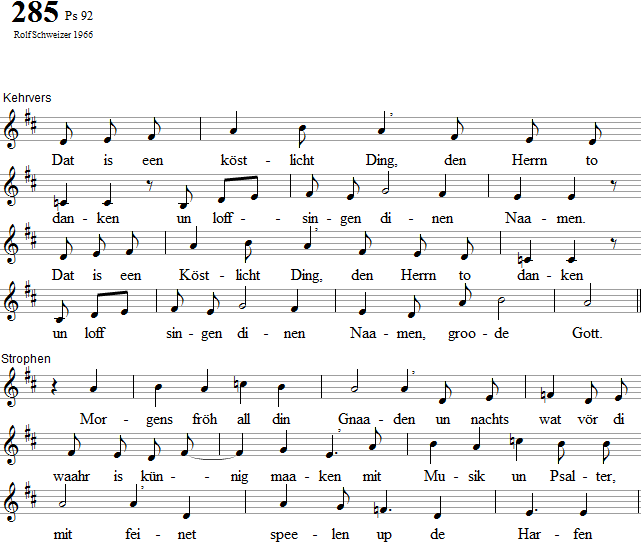 285 Ps 92
Rolf Schweizer 1966
Kehrvers
Dat is een köst - licht Ding, den Herrn to
dan - ken un loff - - sin - gen di - nen Naa - men.
Dat is een Köst - licht Ding, den Herrn to dan - ken
un loff sin - gen di - nen Naa - men, groo - de Gott.
Strophen
Mor - gens fröh all din Gnaa - den un nachts wat vör di
waahr is kün - nig maa - ken mit Mu - sik un Psal - ter,
mit fei - net spee - len up de Har - fen